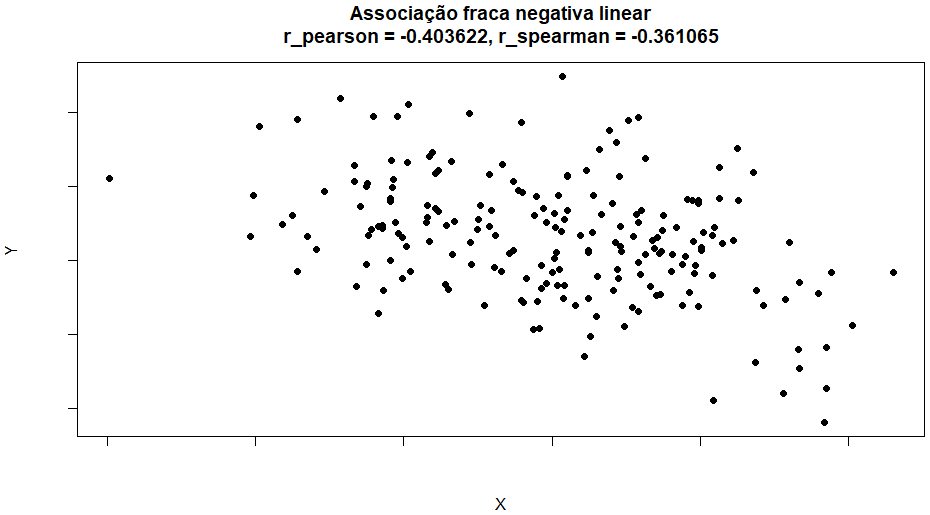 Associação fraca negativa linear
r_pearson = -0.403622, r_spearman = -0.361065
Y
X